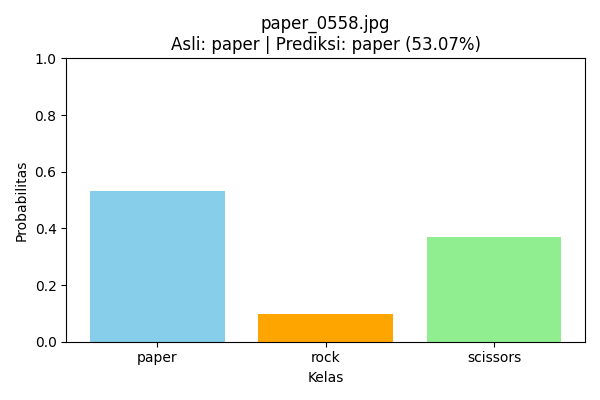 paper_0558.jpg
Asli: paper | Prediksi: paper (53.07%)
1.0
0.8
0.6
0.4
0.2
0.0
Probabilitas
paper
rock
scissors
Kelas